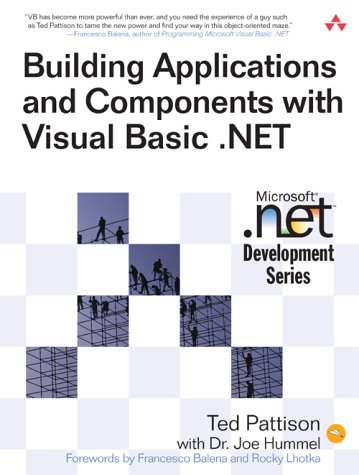 "VB has become more powerful than ever, and you need the experience of a guy such
as Ted Pattison to tame the new power and find your way in this object-oriented maze."
—Francesco Balena, author of Programming Microsoft Visual Basic .NET
Building Applications
and Components with
Visual Basic .NET
Microsoft®
.net™
Development
Series
Ted Pattison
with Dr. Joe Hummel
Forewords by Francesco Balena and Rocky Lhotka